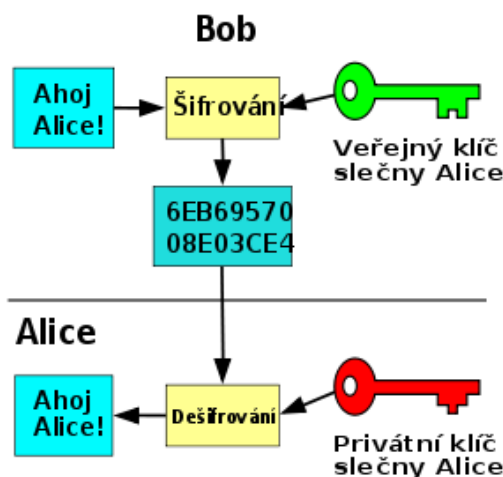 Bob
Ahoj
Alice!
Šifrování
Veřejný klíč
slečny Alice
6EB69570
08E03CE4
Alice
Ahoj
Alice!
Dešifrování
Privátní klíč
slečny Alice